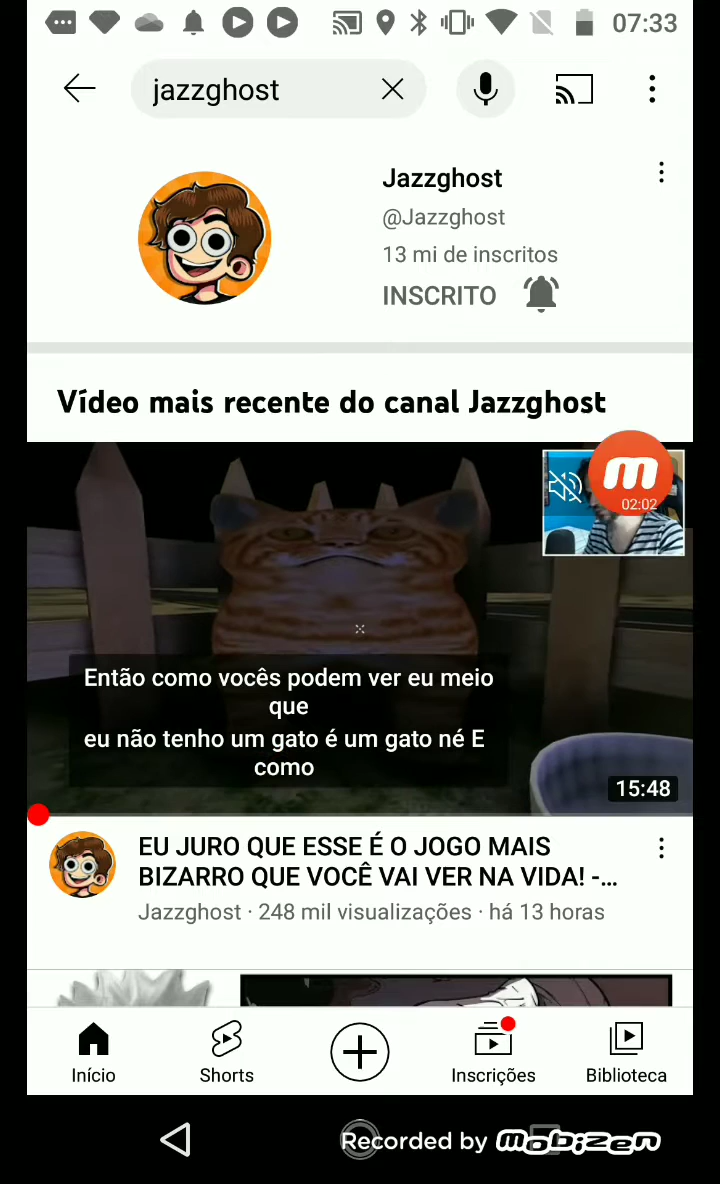 07:33
jazzghost
Jazzghost
@Jazzghost
13 mi de inscritos
INSCRITO
Vídeo mais recente do canal Jazzghost
02:02
Então como vocês podem ver eu meio
que
eu não tenho um gato é um gato né E
como
15:48
EU JURO QUE ESSE É O JOGO MAIS
BIZARRO QUE VOCÊ VAI VER NA VIDA! -...
Jazzghost · 248 mil visualizações · há 13 horas
Início
Shorts
Inscrições
Biblioteca
Recorded by mobizen